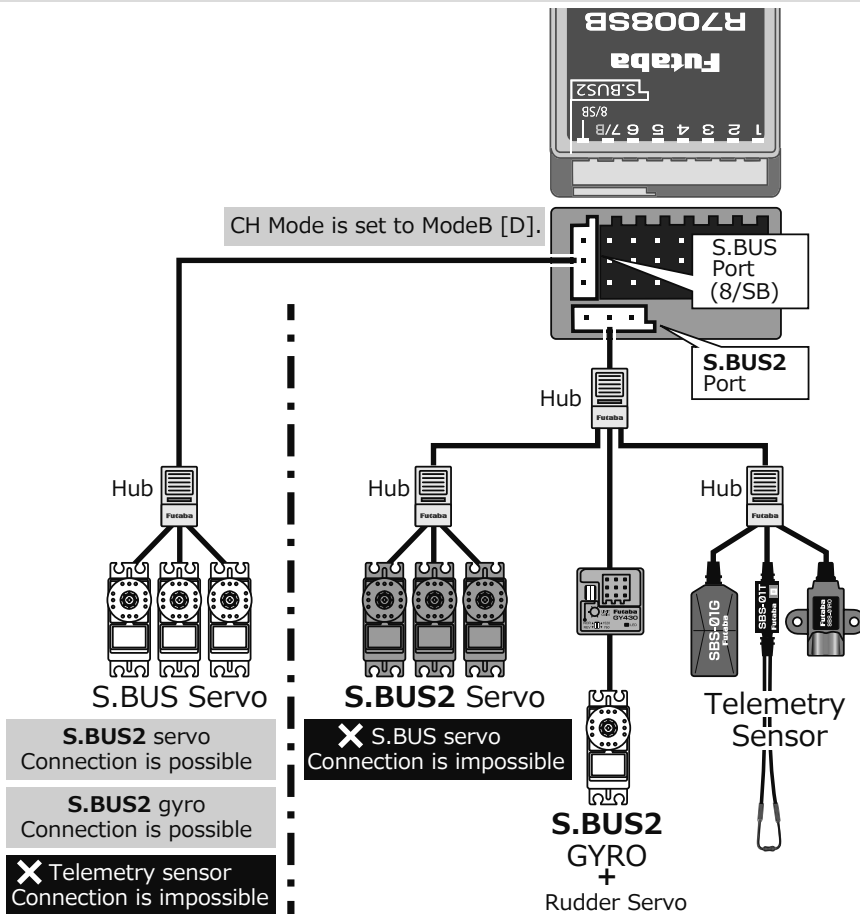 R7008SB
Futaba
S.BUS2
8/SB
7/B 6 5 4 3 2 1
CH Mode is set to ModeB [D].
S.BUS
Port
(8/SB)
S.BUS2
Port
Hub
Futaba
Hub
Futaba
Hub
Futaba
Hub
Futaba
Futaba
GY430
SBS-01G
Futaba
SBS-01T
Futaba
Futaba
SBS-01RO
S.BUS Servo
S.BUS2 Servo
Telemetry
Sensor
S.BUS2 servo
Connection is possible
S.BUS2 gyro
Connection is possible
✕ Telemetry sensor
Connection is impossible
✕ S.BUS servo
Connection is impossible
S.BUS2
GYRO
+
Rudder Servo